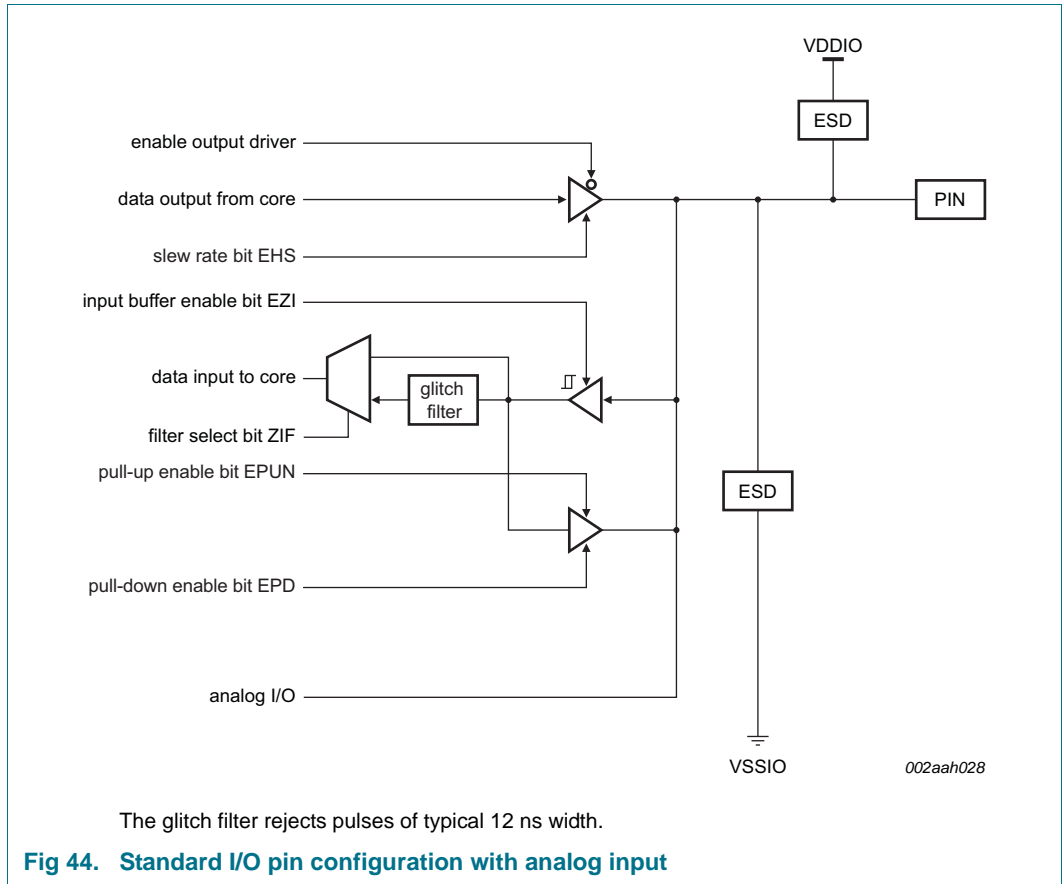 VDDIO
ESD
enable output driver
data output from core
PIN
slew rate bit EHS
input buffer enable bit EZI
data input to core
glitch
filter
filter select bit ZIF
pull-up enable bit EPUN
ESD
pull-down enable bit EPD
analog I/O
VSSIO
002aah028
The glitch filter rejects pulses of typical 12 ns width.
Fig 44. Standard I/O pin configuration with analog input